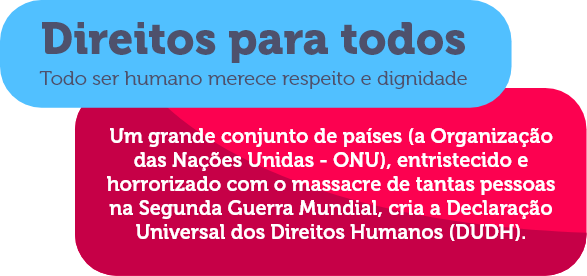 Direitos para todos
Todo ser humano merece respeito e dignidade
Um grande conjunto de países (a Organização
das Nações Unidas - ONU), entristecido e
horrorizado com o massacre de tantas pessoas
na Segunda Guerra Mundial, cria a Declaração
Universal dos Direitos Humanos (DUDH).